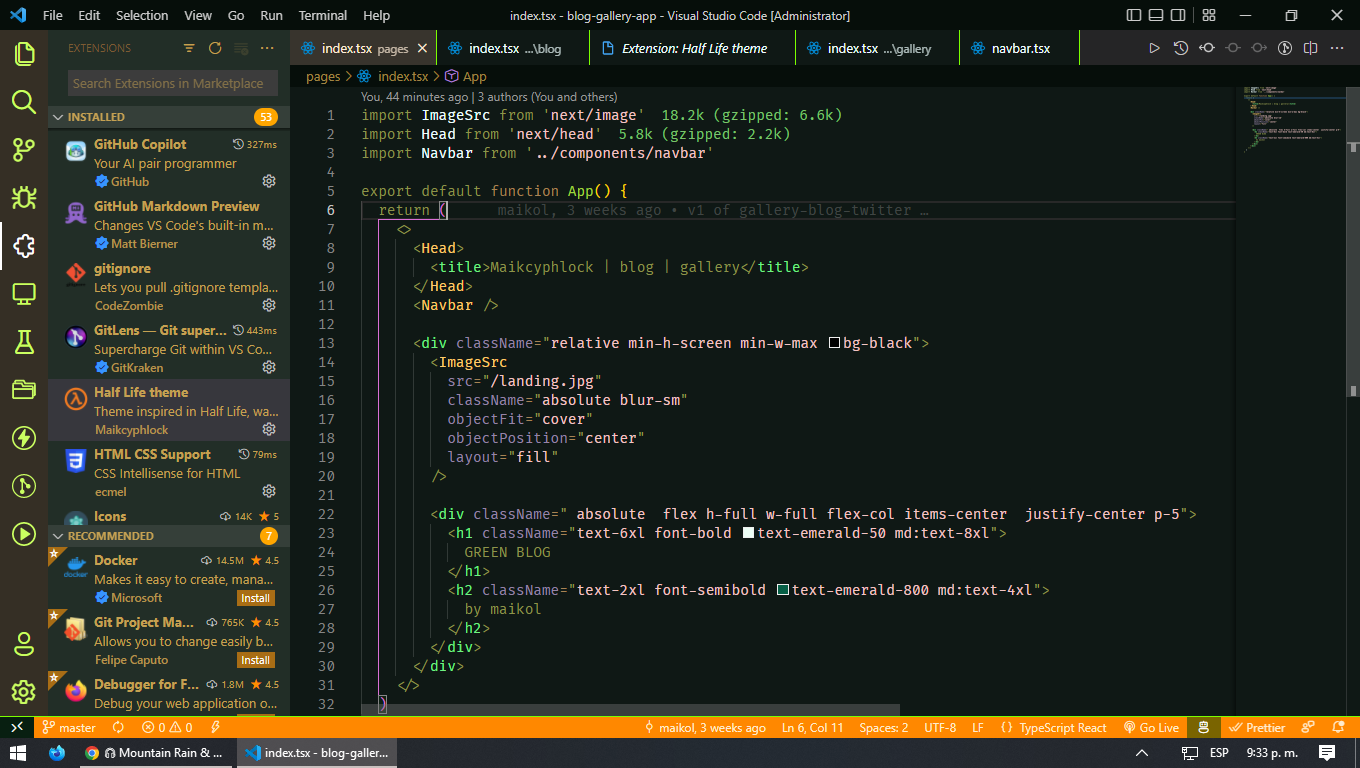 File Edit Selection View Go Run Terminal Help index.tsx - blog-gallery-app - Visual Studio Code [Administrator]
EXTENSIONS
Search Extensions in Marketplace
INSTALLED 53
GitHub Copilot 327ms
Your AI pair programmer
GitHub
GitHub Markdown Preview
Changes VS Code's built-in m...
Matt Bierner
gitignore
Lets you pull .gitignore templa...
CodeZombie
GitLens — Git super... 443ms
Supercharge Git within VS Co...
GitKraken
Half Life theme
Theme inspired in Half Life, wa...
Maikcyphlock
HTML CSS Support 79ms
CSS Intellisense for HTML
ecmel
Icons 14K 5
RECOMMENDED 7
Docker 14.5M 4.5
Makes it easy to create, mana...
Microsoft Install
Git Project Ma... 765K 4.5
Allows you to change easily b...
Felipe Caputo Install
Debugger for F... 1.8M 4.5
Debug your web application o...
index.tsx pages index.tsx ...\blog Extension: Half Life theme index.tsx ...\gallery navbar.tsx
pages > index.tsx > App
You, 44 minutes ago | 3 authors (You and others)
1 import ImageSrc from 'next/image' 18.2k (gzipped: 6.6k)
2 import Head from 'next/head' 5.8k (gzipped: 2.2k)
3 import Navbar from '../components/navbar'
4
5 export default function App() {
6 return ( maikol, 3 weeks ago • v1 of gallery-blog-twitter …
7 <>
8 <Head>
9 <title>Maikcyphlock | blog | gallery</title>
10 </Head>
11 <Navbar />
12
13 <div className="relative min-h-screen min-w-max bg-black">
14 <ImageSrc
15 src="/landing.jpg"
16 className="absolute blur-sm"
17 objectFit="cover"
18 objectPosition="center"
19 layout="fill"
20 />
21
22 <div className=" absolute  flex h-full w-full flex-col items-center  justify-center p-5">
23 <h1 className="text-6xl font-bold text-emerald-50 md:text-8xl">
24 GREEN BLOG
25 </h1>
26 <h2 className="text-2xl font-semibold text-emerald-800 md:text-4xl">
27 by maikol
28 </h2>
29 </div>
30 </div>
31 </>
32 )
master 0 0 maikol, 3 weeks ago Ln 6, Col 11 Spaces: 2 UTF-8 LF {} TypeScript React Go Live Prettier
Mountain Rain & ... index.tsx - blog-galler... ESP 9:33 p. m.